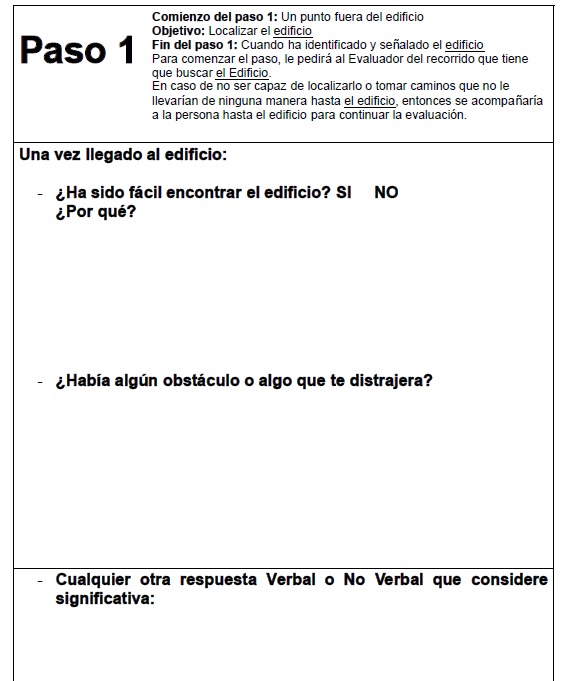 Paso 1
Comienzo del paso 1: Un punto fuera del edificio
Objetivo: Localizar el edificio
Fin del paso 1: Cuando ha identificado y señalado el edificio
Para comenzar el paso, le pedirá al Evaluador del recorrido que tiene
que buscar el Edificio.
En caso de no ser capaz de localizarlo o tomar caminos que no le
llevarían de ninguna manera hasta el edificio, entonces se acompañaría
a la persona hasta el edificio para continuar la evaluación.
Una vez llegado al edificio:
- ¿Ha sido fácil encontrar el edificio? SI NO
¿Por qué?
- ¿Había algún obstáculo o algo que te distrajera?
- Cualquier otra respuesta Verbal o No Verbal que considere
significativa: